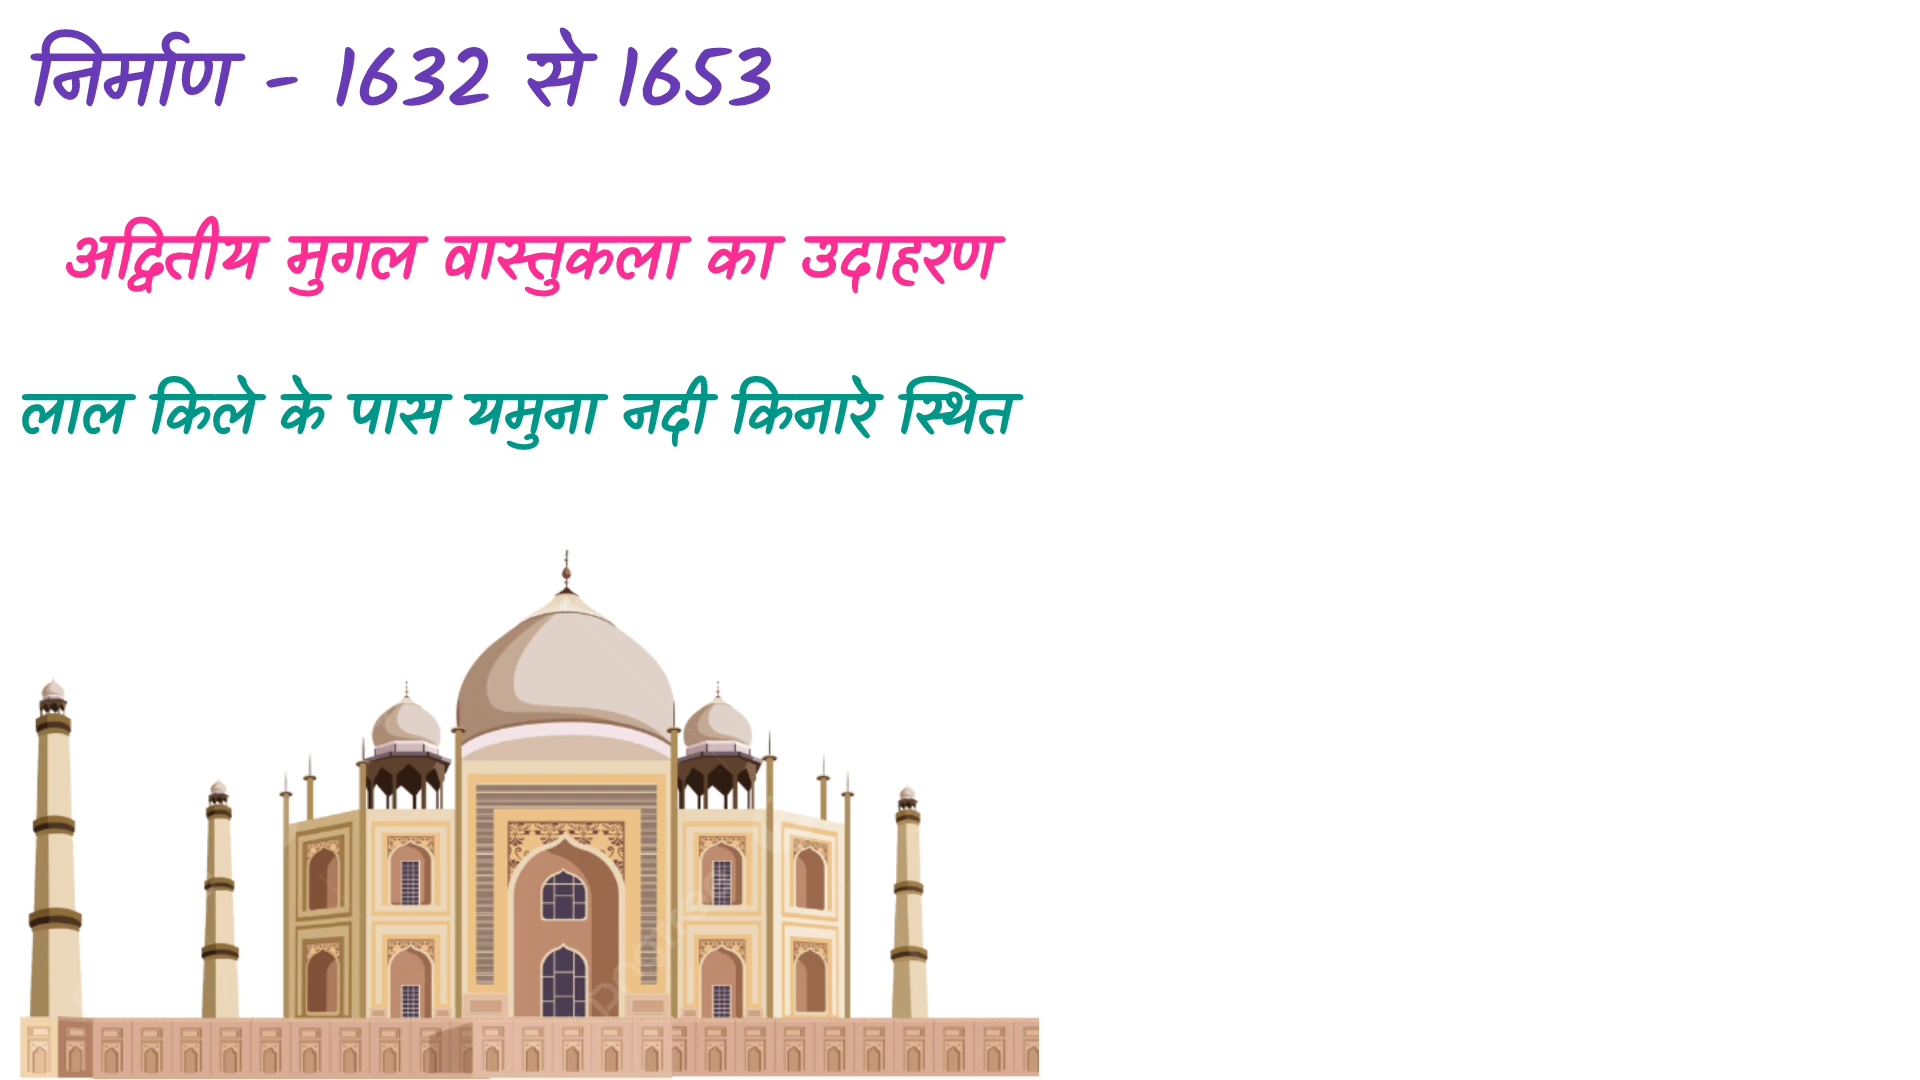 निर्माण - 1632 से 1653
अद्वितीय मुगल वास्तुकला का उदाहरण
लाल किले के पास यमुना नदी किनारे स्थित